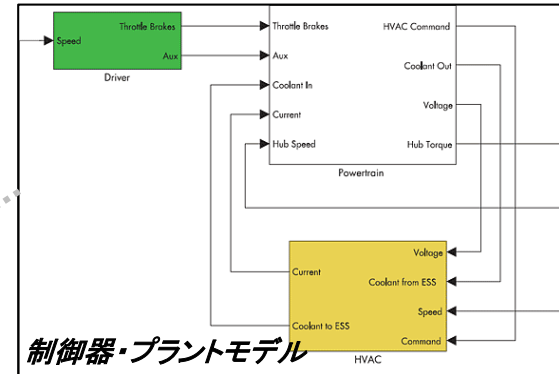 Speed
Throttle Brakes
Aux
Driver
Throttle Brakes
Aux
Coolant In
Current
Hub Speed
HVAC Command
Coolant Out
Voltage
Hub Torque
Powertrain
Current
Coolant to ESS
Voltage
Coolant from ESS
Speed
Command
HVAC
制御器・プラントモデル